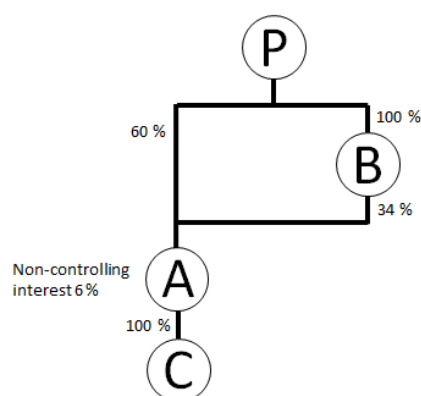 P
60 %
100 %
B
34 %
Non-controlling
interest 6%
A
100 %
C